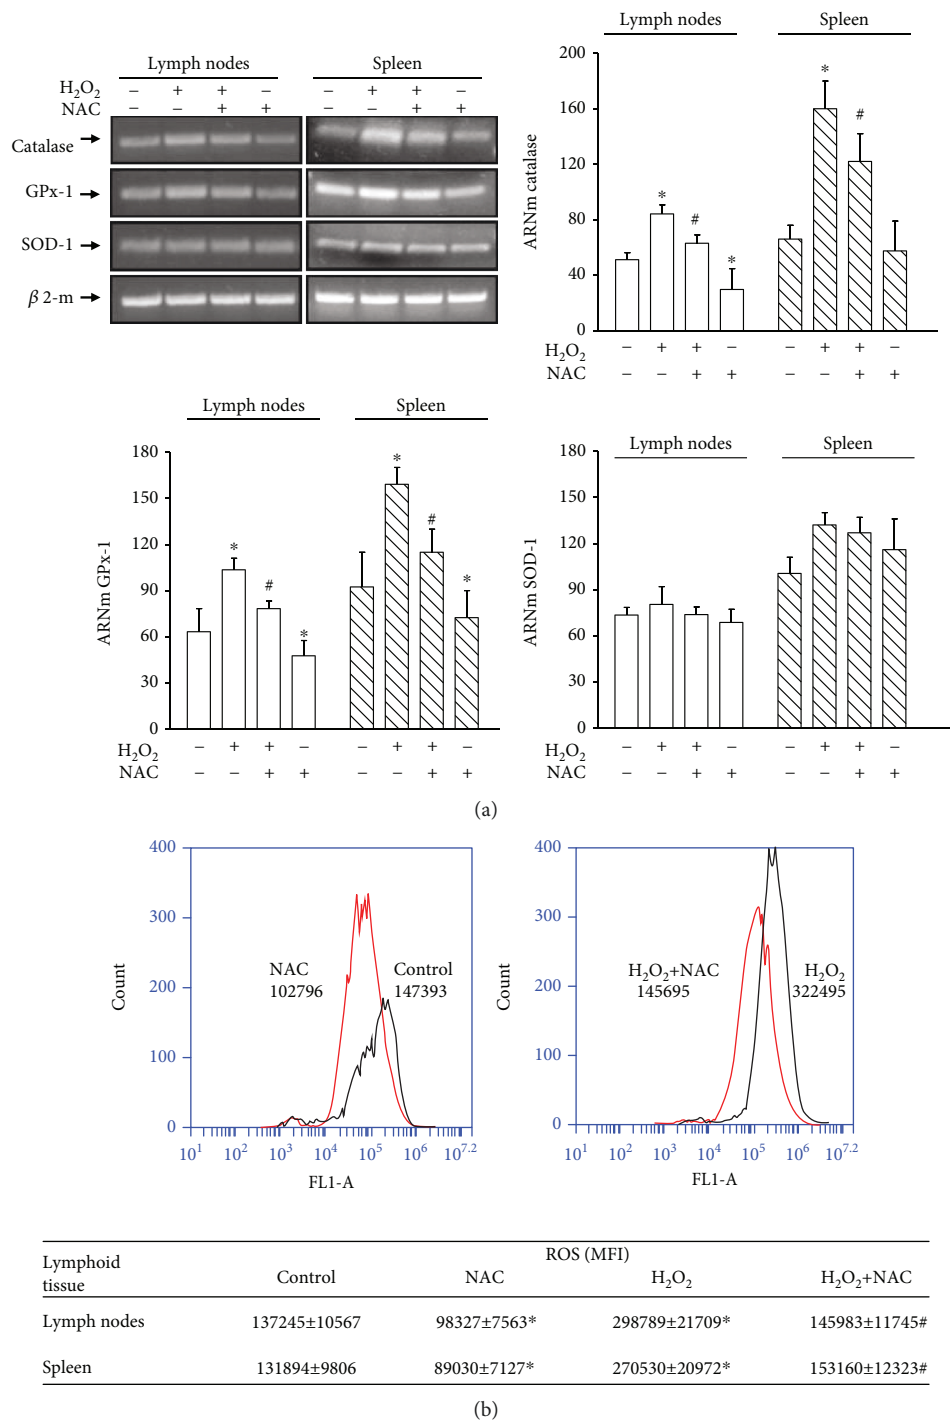 Lymph nodes Spleen
H₂O₂ − + + − − + + −
NAC − − + + − − + +
Catalase
GPx-1
SOD-1
β 2-m
Lymph nodes Spleen
200
160
120
80
40
0
ARNm catalase
* # * * #
H₂O₂ − + + − − + + −
NAC − − + + − − + +
Lymph nodes Spleen
180
150
120
90
60
30
0
ARNm GPx-1
* # * * # *
H₂O₂ − + + − − + + −
NAC − − + + − − + +
Lymph nodes Spleen
180
150
120
90
60
30
0
ARNm SOD-1
H₂O₂ − + + − − + + −
NAC − − + + − − + +
(a)
400
300
200
100
0
Count
NAC
102796
Control
147393
10¹ 10² 10³ 10⁴ 10⁵ 10⁶ 10⁷·²
FL1-A
400
300
200
100
0
Count
H₂O₂+NAC
145695
H₂O₂
322495
10¹ 10² 10³ 10⁴ 10⁵ 10⁶ 10⁷·²
FL1-A
Lymphoid
tissue
ROS (MFI)
Control NAC H₂O₂ H₂O₂+NAC
Lymph nodes 137245±10567 98327±7563* 298789±21709* 145983±11745#
Spleen 131894±9806 89030±7127* 270530±20972* 153160±12323#
(b)